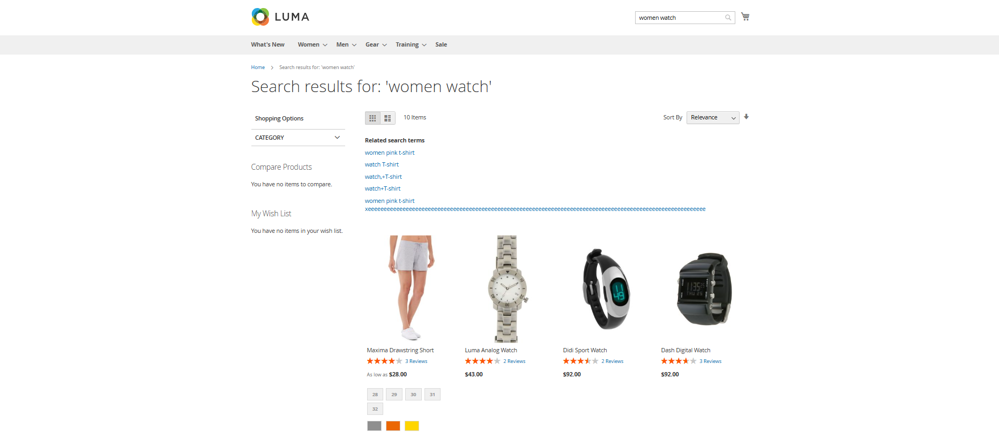 LUMA
women watch
What's New Women Men Gear Training Sale
Home Search results for: 'women watch'
Search results for: 'women watch'
Shopping Options
10 Items
Sort By Relevance
CATEGORY
Related search terms
women pink t-shirt
watch T-shirt
watch,+T-shirt
watch+T-shirt
women pink t-shirt
Compare Products
You have no items to compare.
My Wish List
You have no items in your wish list.
Maxima Drawstring Short
3 Reviews
As low as $28.00
28 29 30 31
32
Luma Analog Watch
2 Reviews
$43.00
Didi Sport Watch
2 Reviews
$92.00
Dash Digital Watch
3 Reviews
$92.00